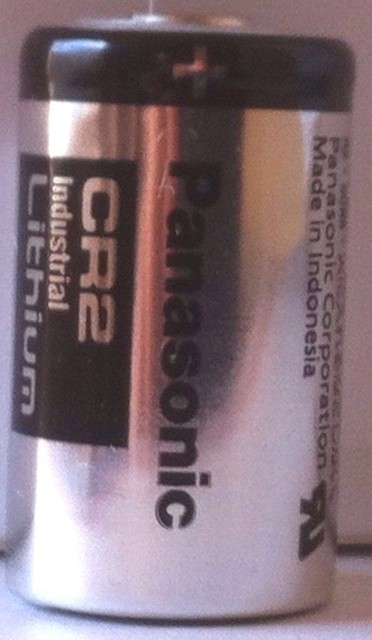 +
Panasonic
CR2
Industrial
Lithium
Panasonic Corporation
Made in Indonesia